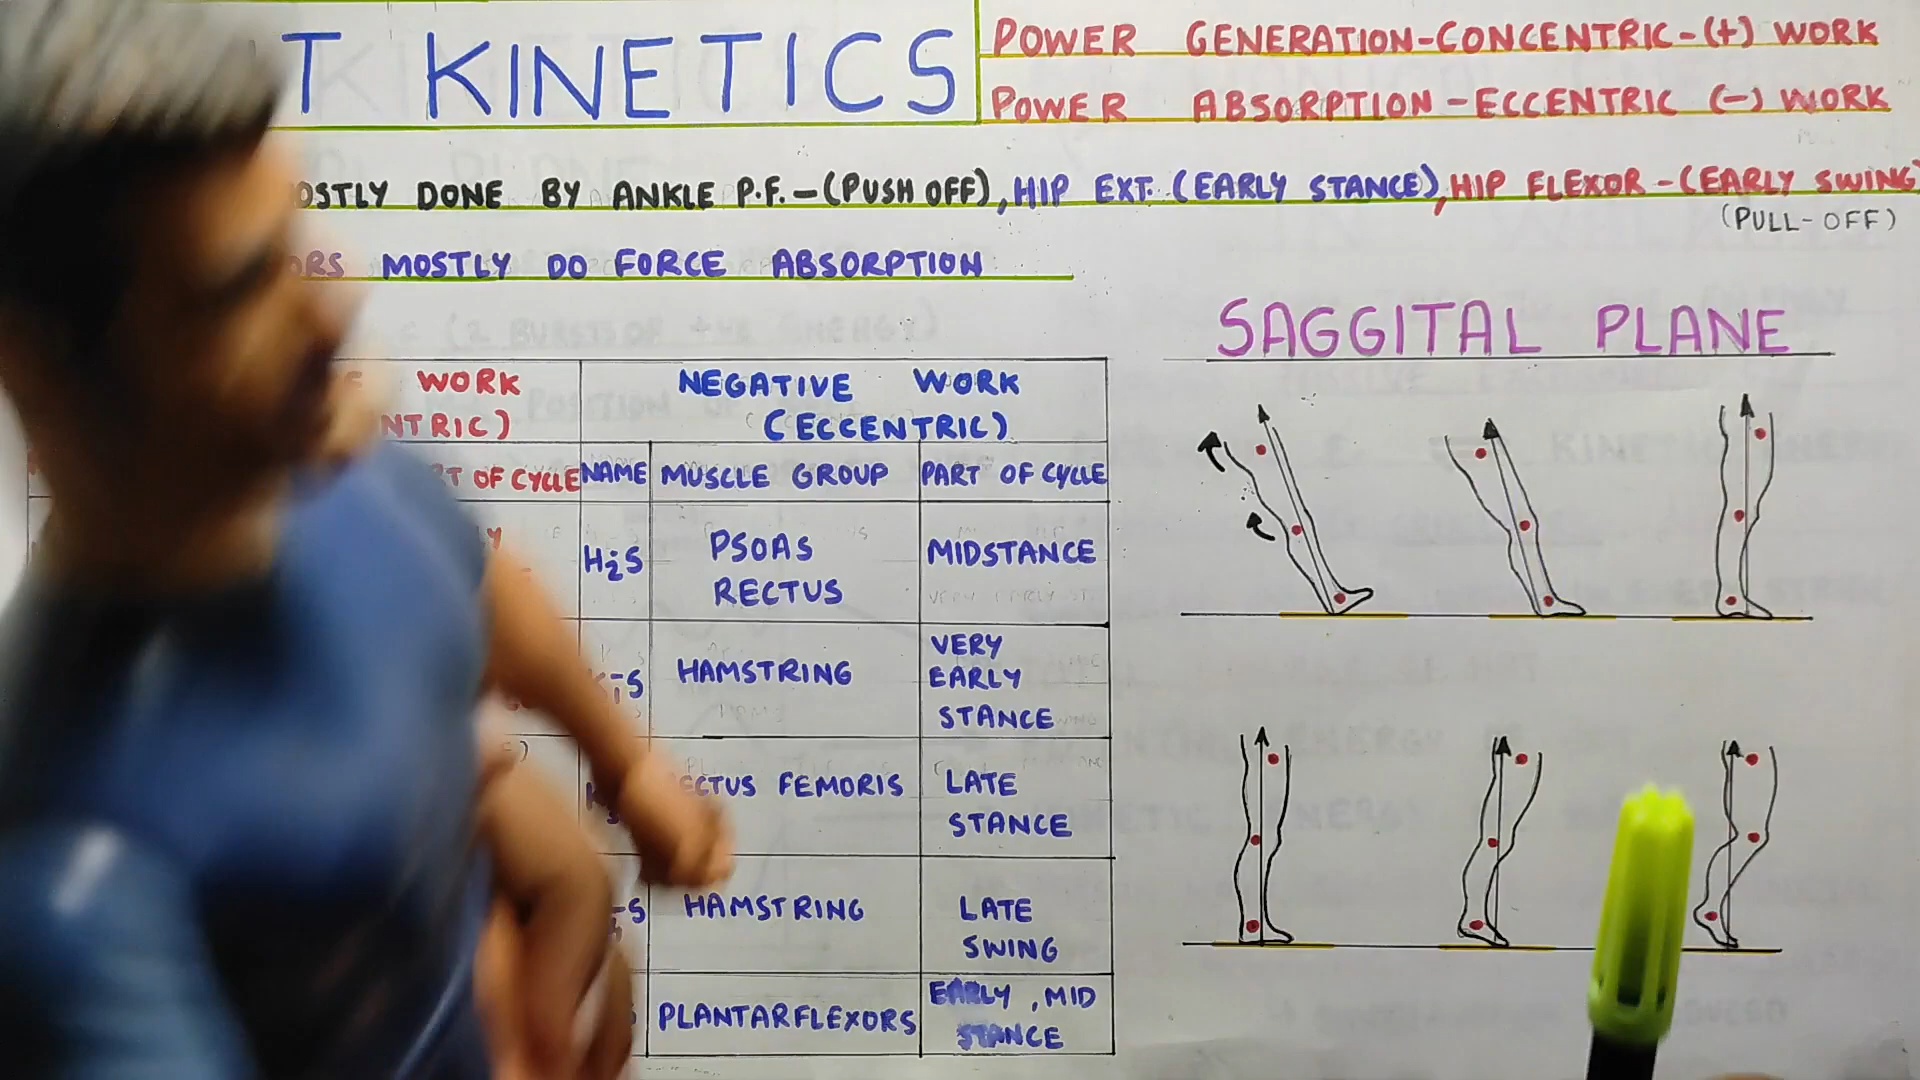 T KINETICS
POWER GENERATION-CONCENTRIC-(+) WORK
POWER ABSORPTION-ECCENTRIC (-) WORK
OSTLY DONE BY ANKLE P.F.-(PUSH OFF), HIP EXT. (EARLY STANCE), HIP FLEXOR-(EARLY SWING)
(PULL-OFF)
ORS MOSTLY DO FORCE ABSORPTION
SAGGITAL PLANE
WORK
NTRIC)
NEGATIVE WORK
(ECCENTRIC)
T OF CYCLE
NAME
MUSCLE GROUP
PART OF CYCLE
H2S
PSOAS
RECTUS
MIDSTANCE
HAMSTRING
VERY
EARLY
STANCE
ECTUS FEMORIS
LATE
STANCE
HAMSTRING
LATE
SWING
PLANTARFLEXORS
EARLY, MID
STANCE